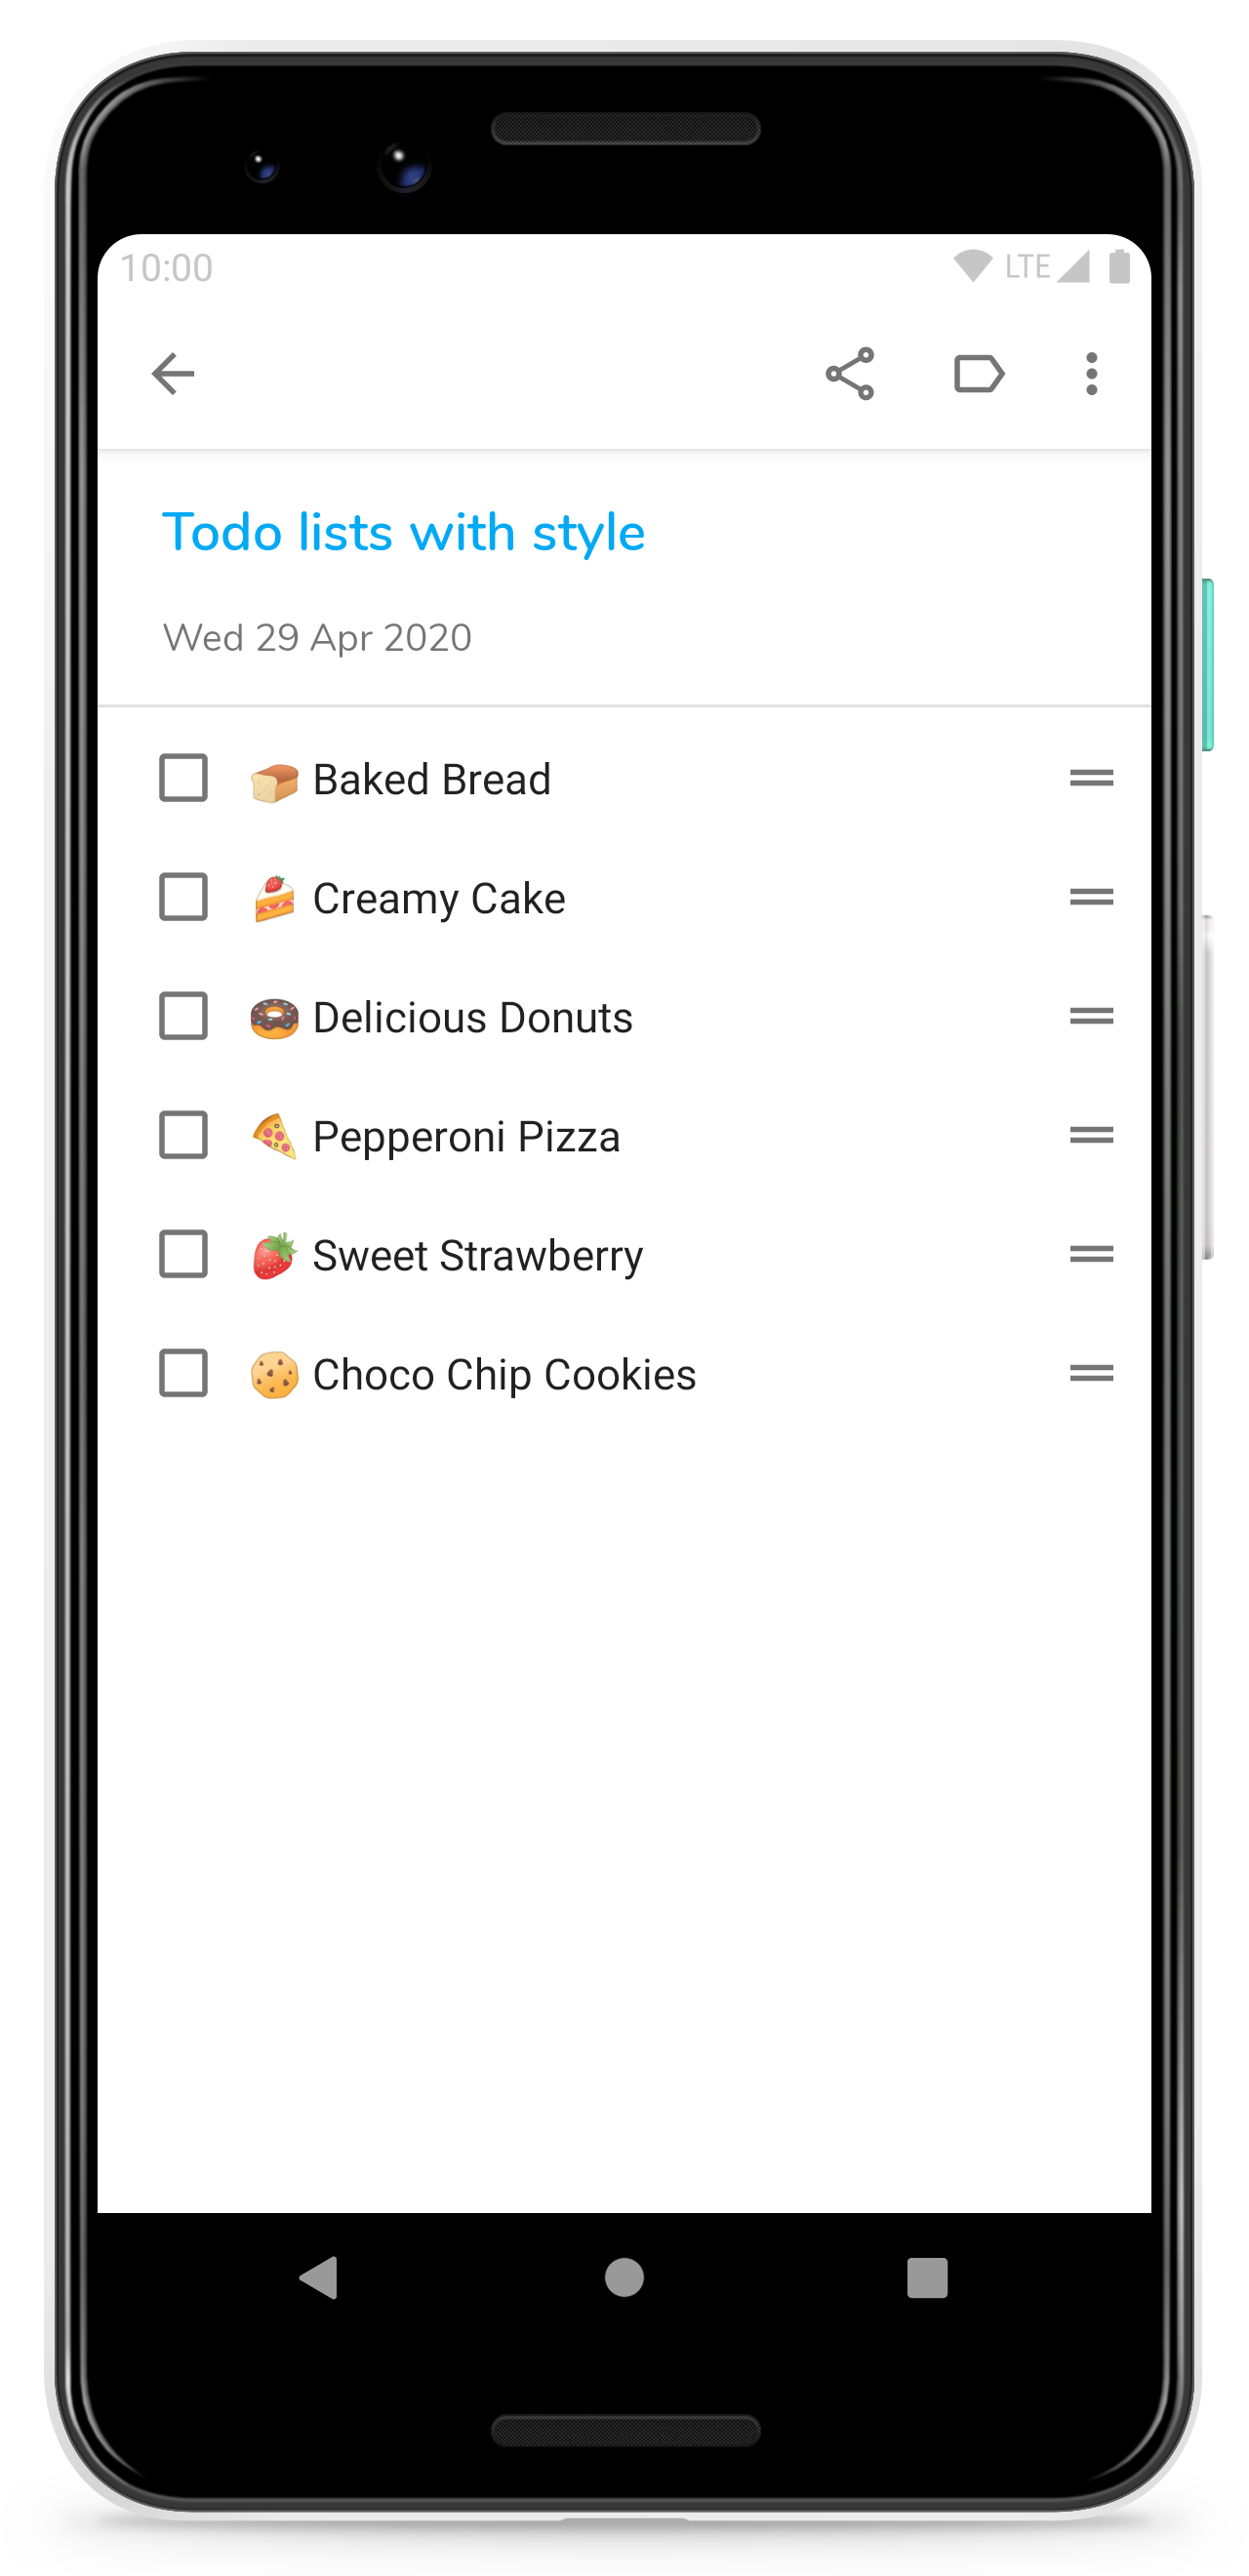 10:00 LTE
Todo lists with style
Wed 29 Apr 2020
🍞 Baked Bread
🍰 Creamy Cake
🍩 Delicious Donuts
🍕 Pepperoni Pizza
🍓 Sweet Strawberry
🍪 Choco Chip Cookies